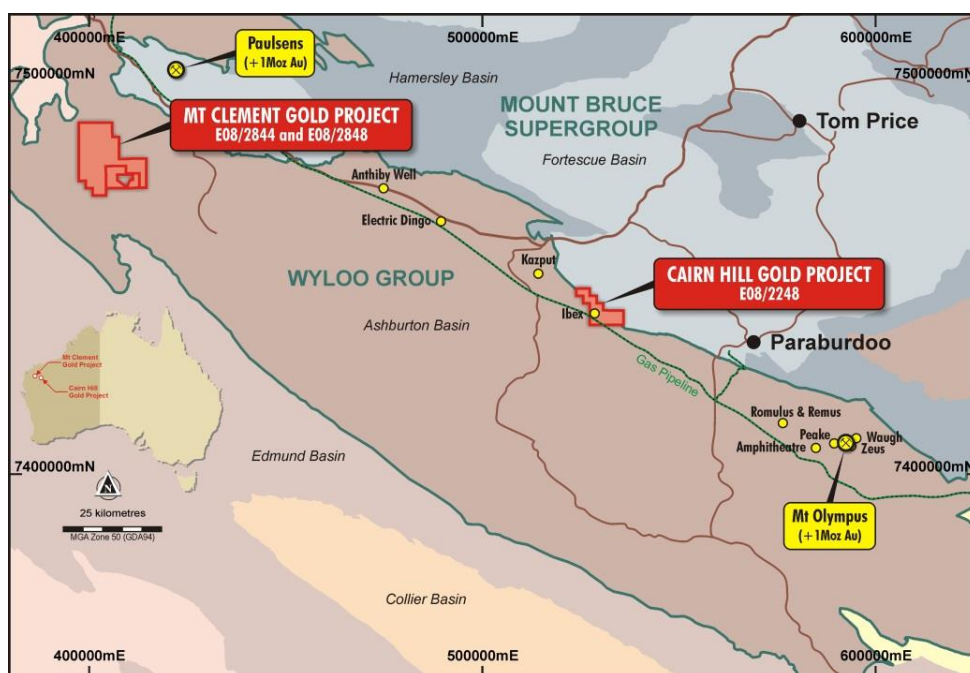 400000mE
500000mE
600000mE
7500000mN
7500000mN
Paulsens
(+1Moz Au)
Hamersley Basin
MOUNT BRUCE
SUPERGROUP
Fortescue Basin
Tom Price
MT CLEMENT GOLD PROJECT
E08/2844 and E08/2848
Anthiby Well
Electric Dingo
Kazput
WYLOO GROUP
Ashburton Basin
CAIRN HILL GOLD PROJECT
E08/2248
Ibex
Paraburdoo
Gas Pipeline
Mt Clement
Gold Project
Cairn Hill
Gold Project
Romulus & Remus
Peake
Waugh
Amphitheatre
Zeus
Edmund Basin
7400000mN
7400000mN
N
25 kilometres
MGA Zone 50 (GDA94)
Mt Olympus
(+1Moz Au)
Collier Basin
400000mE
500000mE
600000mE